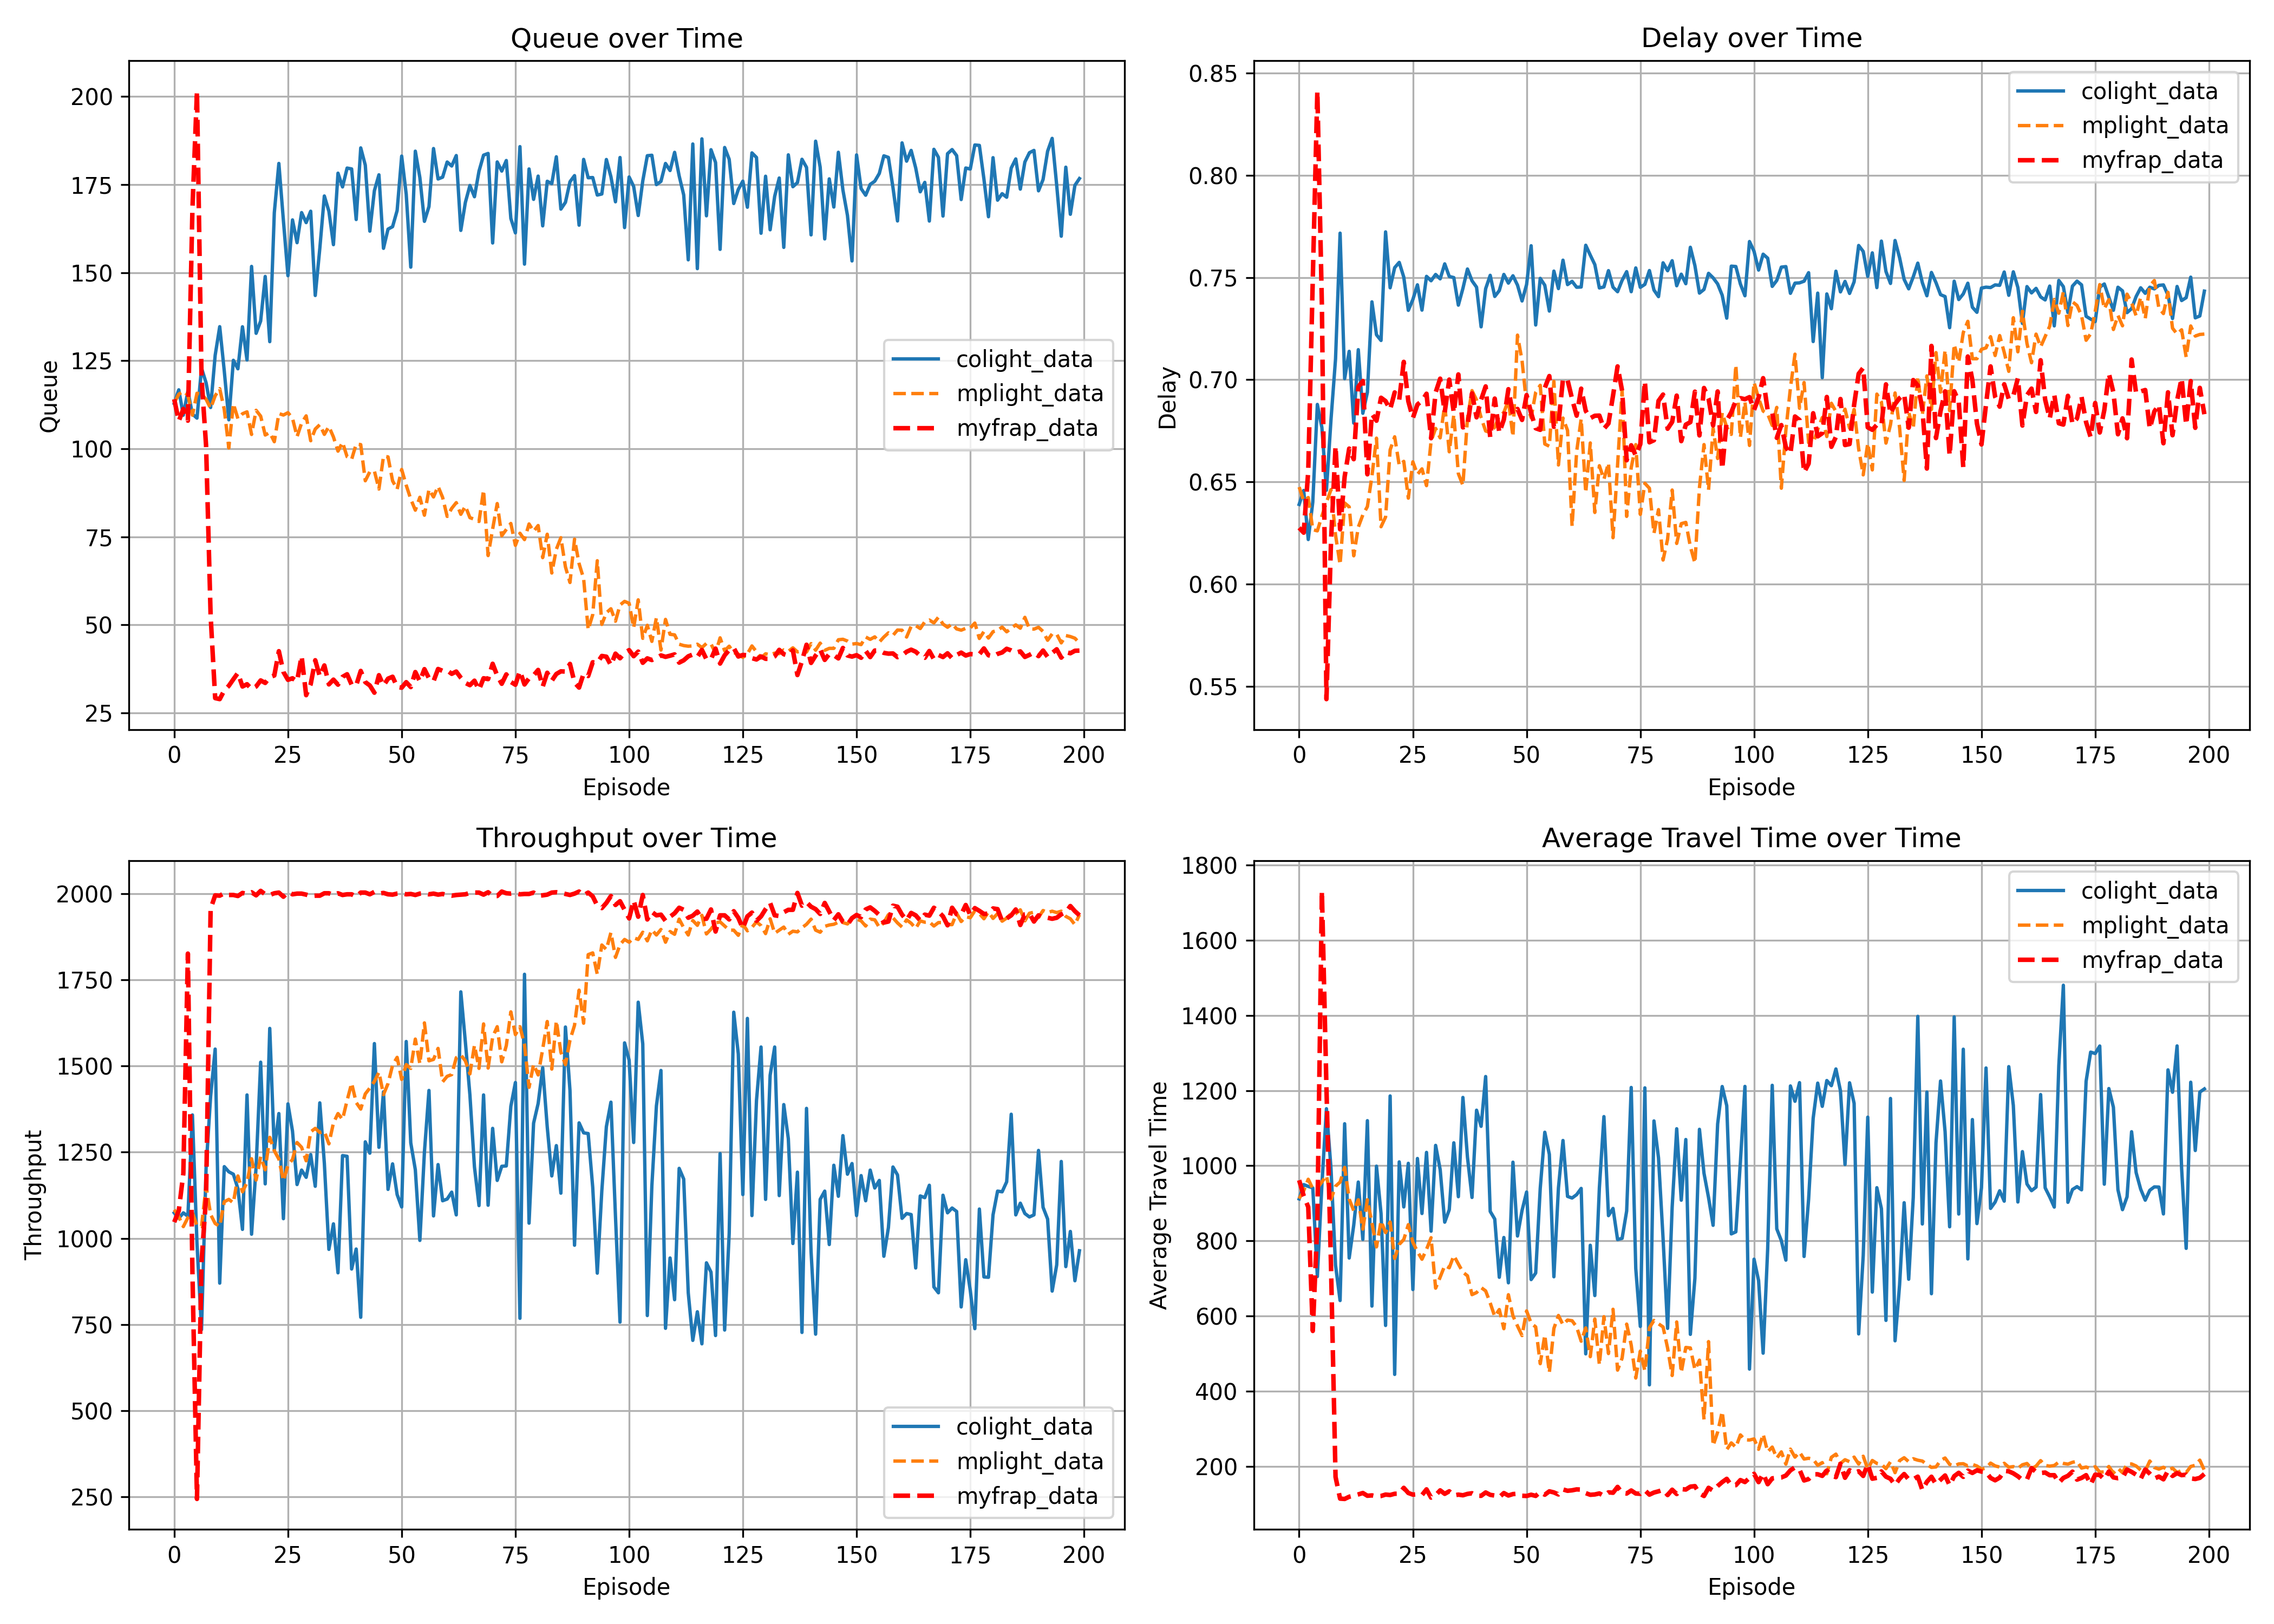 Queue over Time
Queue
200
175
150
125
100
75
50
25
0 25 50 75 100 125 150 175 200
Episode
colight_data
mplight_data
myfrap_data
Delay over Time
Delay
0.85
0.80
0.75
0.70
0.65
0.60
0.55
0 25 50 75 100 125 150 175 200
Episode
colight_data
mplight_data
myfrap_data
Throughput over Time
Throughput
2000
1750
1500
1250
1000
750
500
250
0 25 50 75 100 125 150 175 200
Episode
colight_data
mplight_data
myfrap_data
Average Travel Time over Time
Average Travel Time
1800
1600
1400
1200
1000
800
600
400
200
0 25 50 75 100 125 150 175 200
Episode
colight_data
mplight_data
myfrap_data